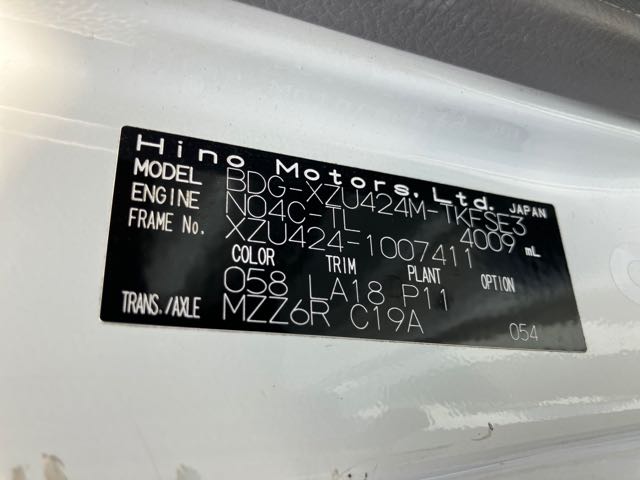 Hino Motors, Ltd. JAPAN
MODEL BDG-XZU424M-TKFSE3
ENGINE N04C-TL 4009 mL
FRAME No. XZU424-1007411
COLOR TRIM PLANT OPTION
058 LA18 P11
TRANS./AXLE MZZ6R C19A 054